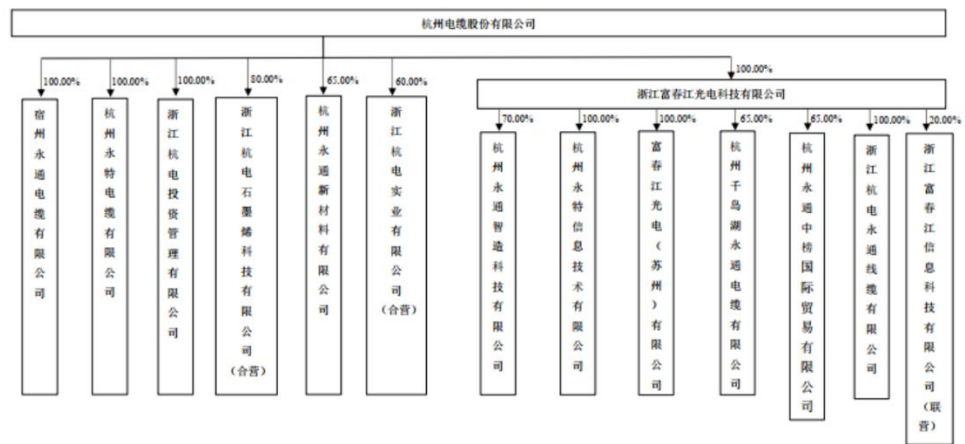 杭州电缆股份有限公司
100.00%
100.00%
100.00%
80.00%
65.00%
60.00%
100.00%
宿州永通电缆有限公司
杭州永特电缆有限公司
浙江杭电投资管理有限公司
浙江杭电石墨烯科技有限公司（合营）
杭州永通新材料有限公司
浙江杭电实业有限公司（合营）
浙江富春江光电科技有限公司
70.00%
100.00%
100.00%
65.00%
65.00%
100.00%
20.00%
杭州永通智造科技有限公司
杭州永特信息技术有限公司
富春江光电（苏州）有限公司
杭州千岛湖永通电缆有限公司
杭州永通中榜国际贸易有限公司
浙江杭电永通线缆有限公司
浙江富春江信息科技有限公司（联营）